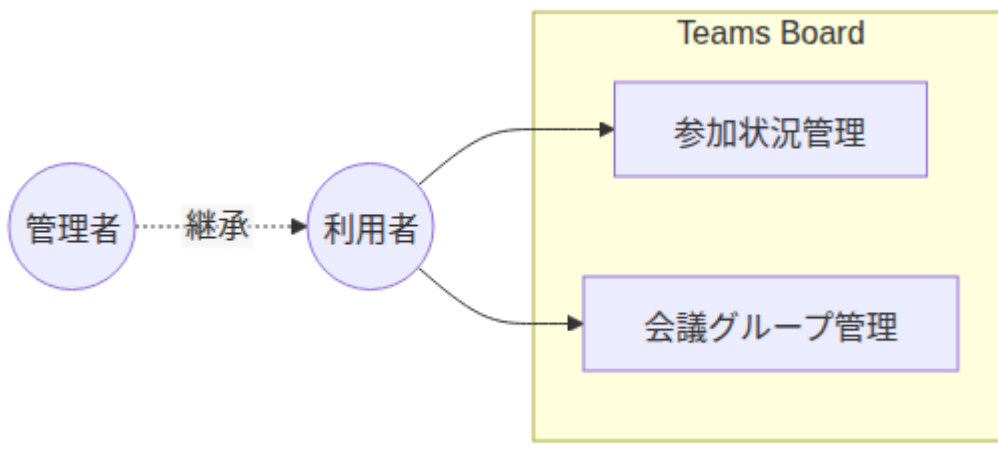 Teams Board
参加状況管理
管理者
継承
利用者
会議グループ管理